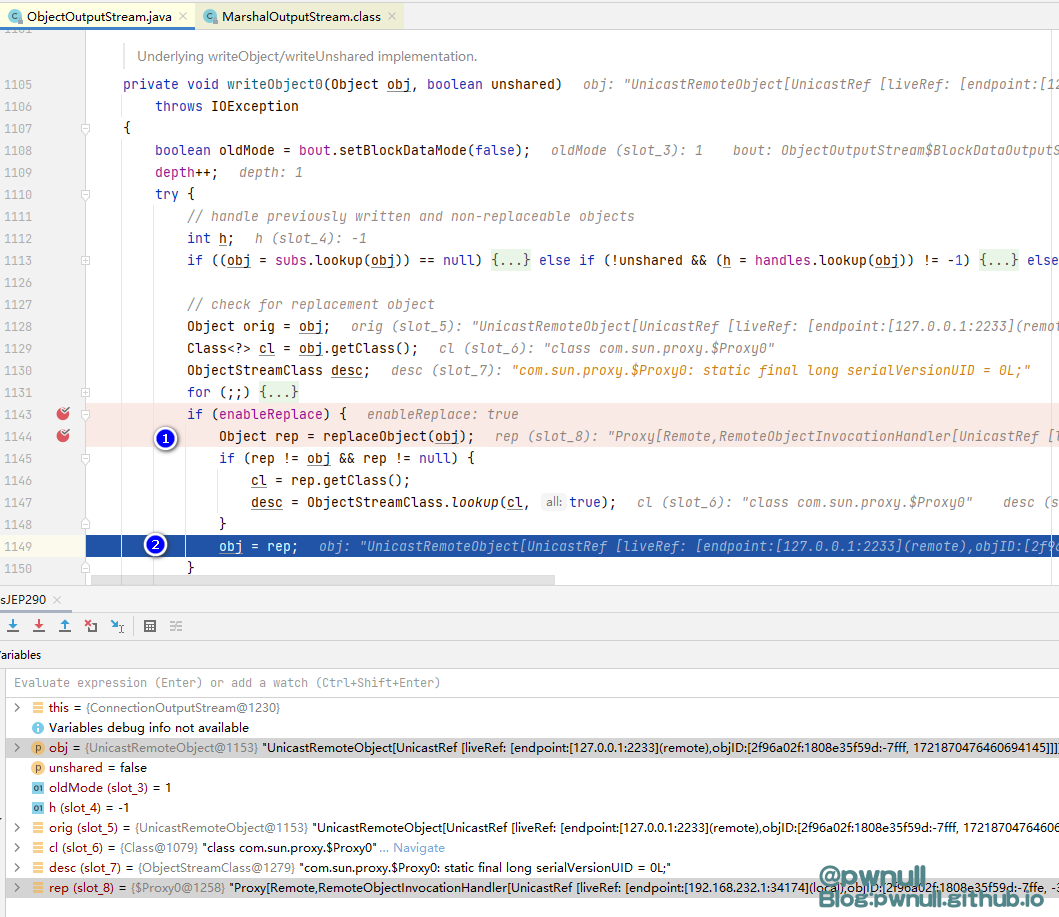 ObjectOutputStream.java × MarshalOutputStream.class ×
Underlying writeObject/writeUnshared implementation.
1105 private void writeObject0(Object obj, boolean unshared) obj: "UnicastRemoteObject[UnicastRef [liveRef: [endpoint:[12
1106 throws IOException
1107 {
1108 boolean oldMode = bout.setBlockDataMode(false); oldMode (slot_3): 1 bout: ObjectOutputStream$BlockDataOutputS
1109 depth++; depth: 1
1110 try {
1111 // handle previously written and non-replaceable objects
1112 int h; h (slot_4): -1
1113 if ((obj = subs.lookup(obj)) == null) {...} else if (!unshared && (h = handles.lookup(obj)) != -1) {...} else
1126
1127 // check for replacement object
1128 Object orig = obj; orig (slot_5): "UnicastRemoteObject[UnicastRef [liveRef: [endpoint:[127.0.0.1:2233](remot
1129 Class<?> cl = obj.getClass(); cl (slot_6): "class com.sun.proxy.$Proxy0"
1130 ObjectStreamClass desc; desc (slot_7): "com.sun.proxy.$Proxy0: static final long serialVersionUID = 0L;"
1131 for (;;) {...}
1143 if (enableReplace) { enableReplace: true
1144 1 Object rep = replaceObject(obj); rep (slot_8): "Proxy[Remote,RemoteObjectInvocationHandler[UnicastRef [l
1145 if (rep != obj && rep != null) {
1146 cl = rep.getClass();
1147 desc = ObjectStreamClass.lookup(cl, all: true); cl (slot_6): "class com.sun.proxy.$Proxy0" desc (s
1148 }
1149 2 obj = rep; obj: "UnicastRemoteObject[UnicastRef [liveRef: [endpoint:[127.0.0.1:2233](remote),objID:[2f96
1150 }
sJEP290 ×
ariables
Evaluate expression (Enter) or add a watch (Ctrl+Shift+Enter)
this = {ConnectionOutputStream@1230}
Variables debug info not available
obj = {UnicastRemoteObject@1153} "UnicastRemoteObject[UnicastRef [liveRef: [endpoint:[127.0.0.1:2233](remote),objID:[2f96a02f:1808e35f59d:-7fff, 1721870476460694145]]]
unshared = false
oldMode (slot_3) = 1
h (slot_4) = -1
orig (slot_5) = {UnicastRemoteObject@1153} "UnicastRemoteObject[UnicastRef [liveRef: [endpoint:[127.0.0.1:2233](remote),objID:[2f96a02f:1808e35f59d:-7fff, 17218704764606
cl (slot_6) = {Class@1079} "class com.sun.proxy.$Proxy0"... Navigate
desc (slot_7) = {ObjectStreamClass@1279} "com.sun.proxy.$Proxy0: static final long serialVersionUID = 0L;"
rep (slot_8) = {$Proxy0@1258} "Proxy[Remote,RemoteObjectInvocationHandler[UnicastRef [liveRef: [endpoint:[192.168.232.1:34174](local),objID:[2f96a02f:1808e35f59d:-7ffe, -3
@pwnull
Blog:pwnull.github.io